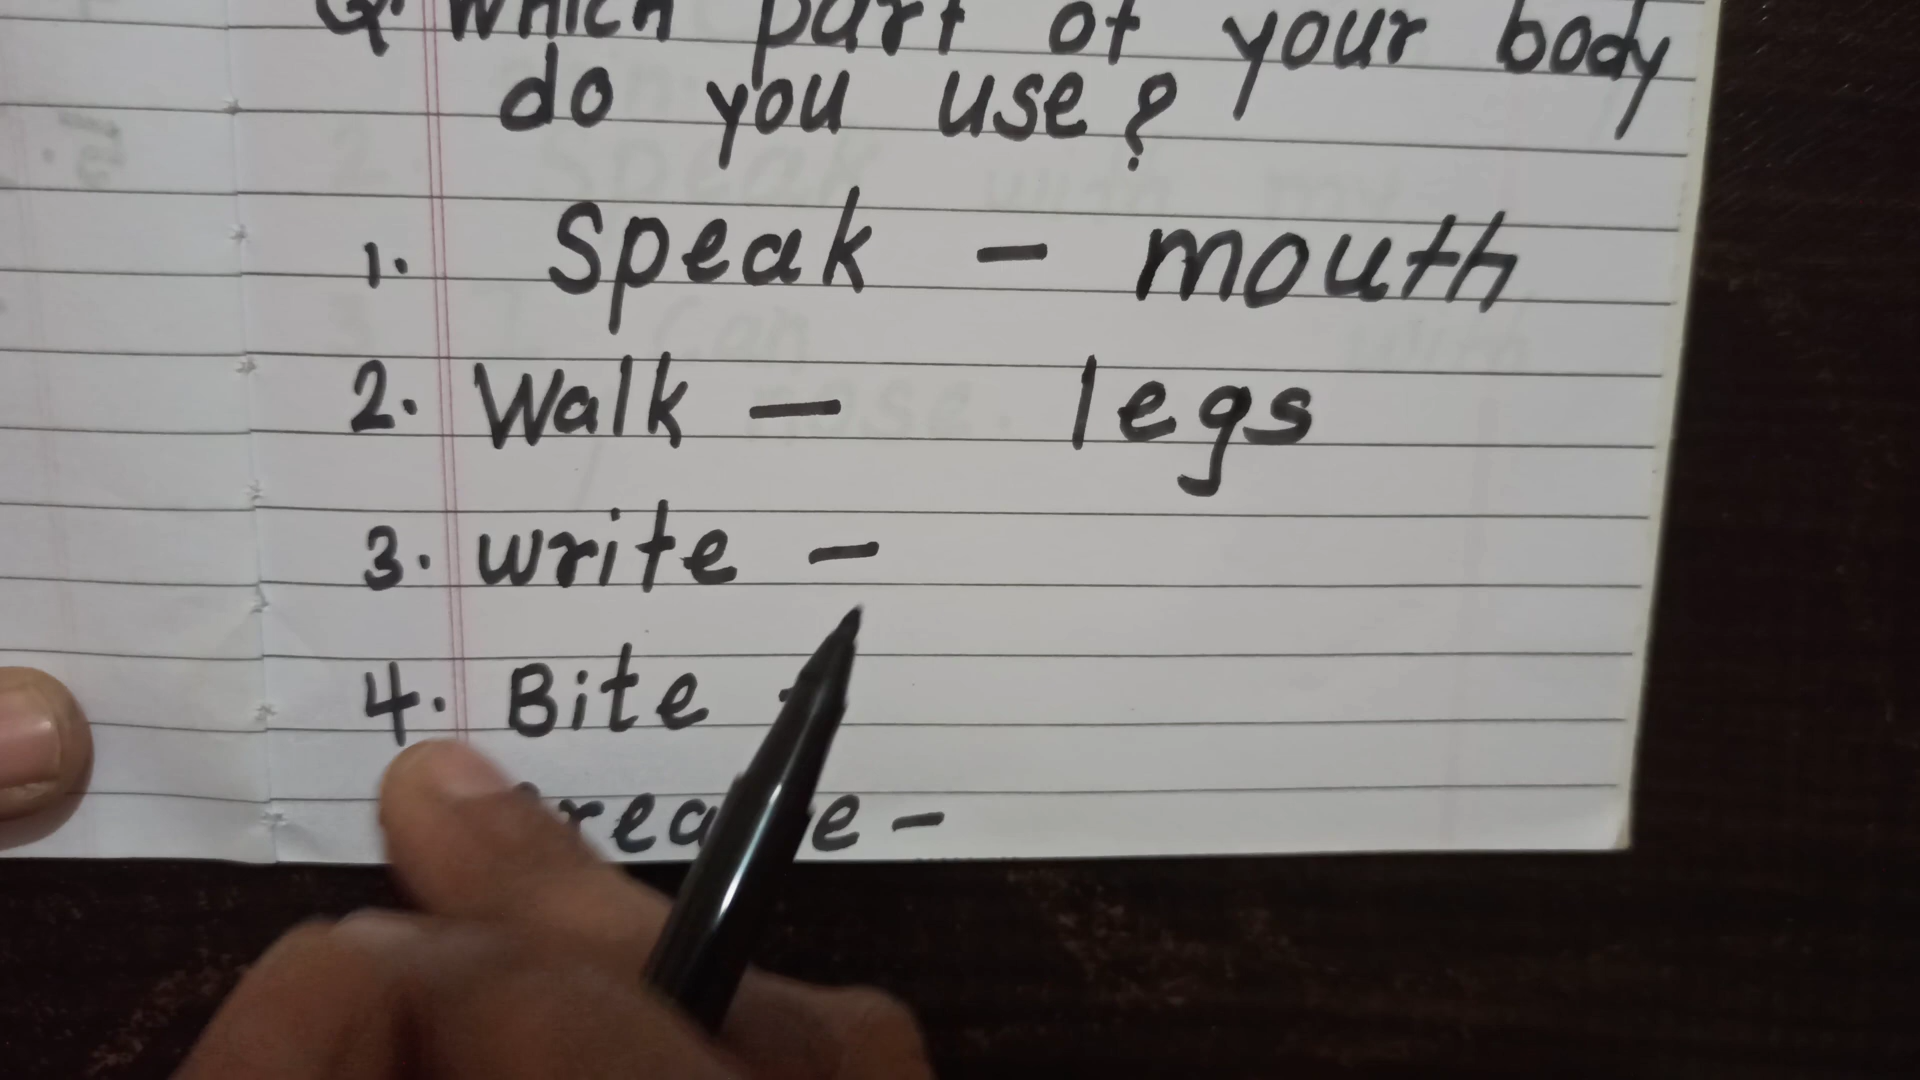 Q. Which part of your body
do you use?
1. Speak - mouth
2. Walk - legs
3. write -
4. Bite -